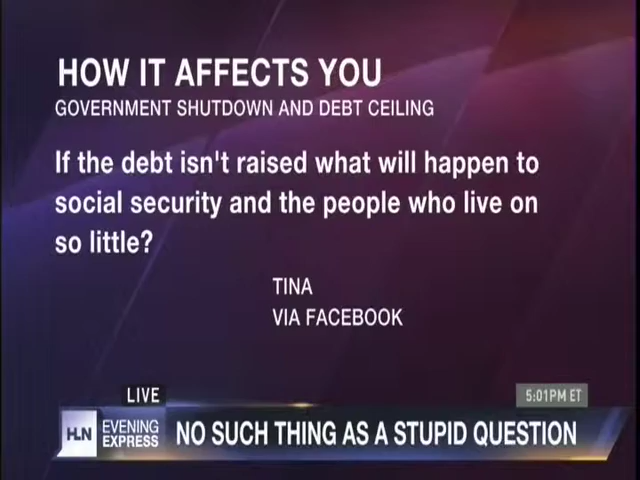 HOW IT AFFECTS YOU
GOVERNMENT SHUTDOWN AND DEBT CEILING
If the debt isn't raised what will happen to
social security and the people who live on
so little?
TINA
VIA FACEBOOK
LIVE
5:01PM ET
HLN
EVENING
EXPRESS
NO SUCH THING AS A STUPID QUESTION